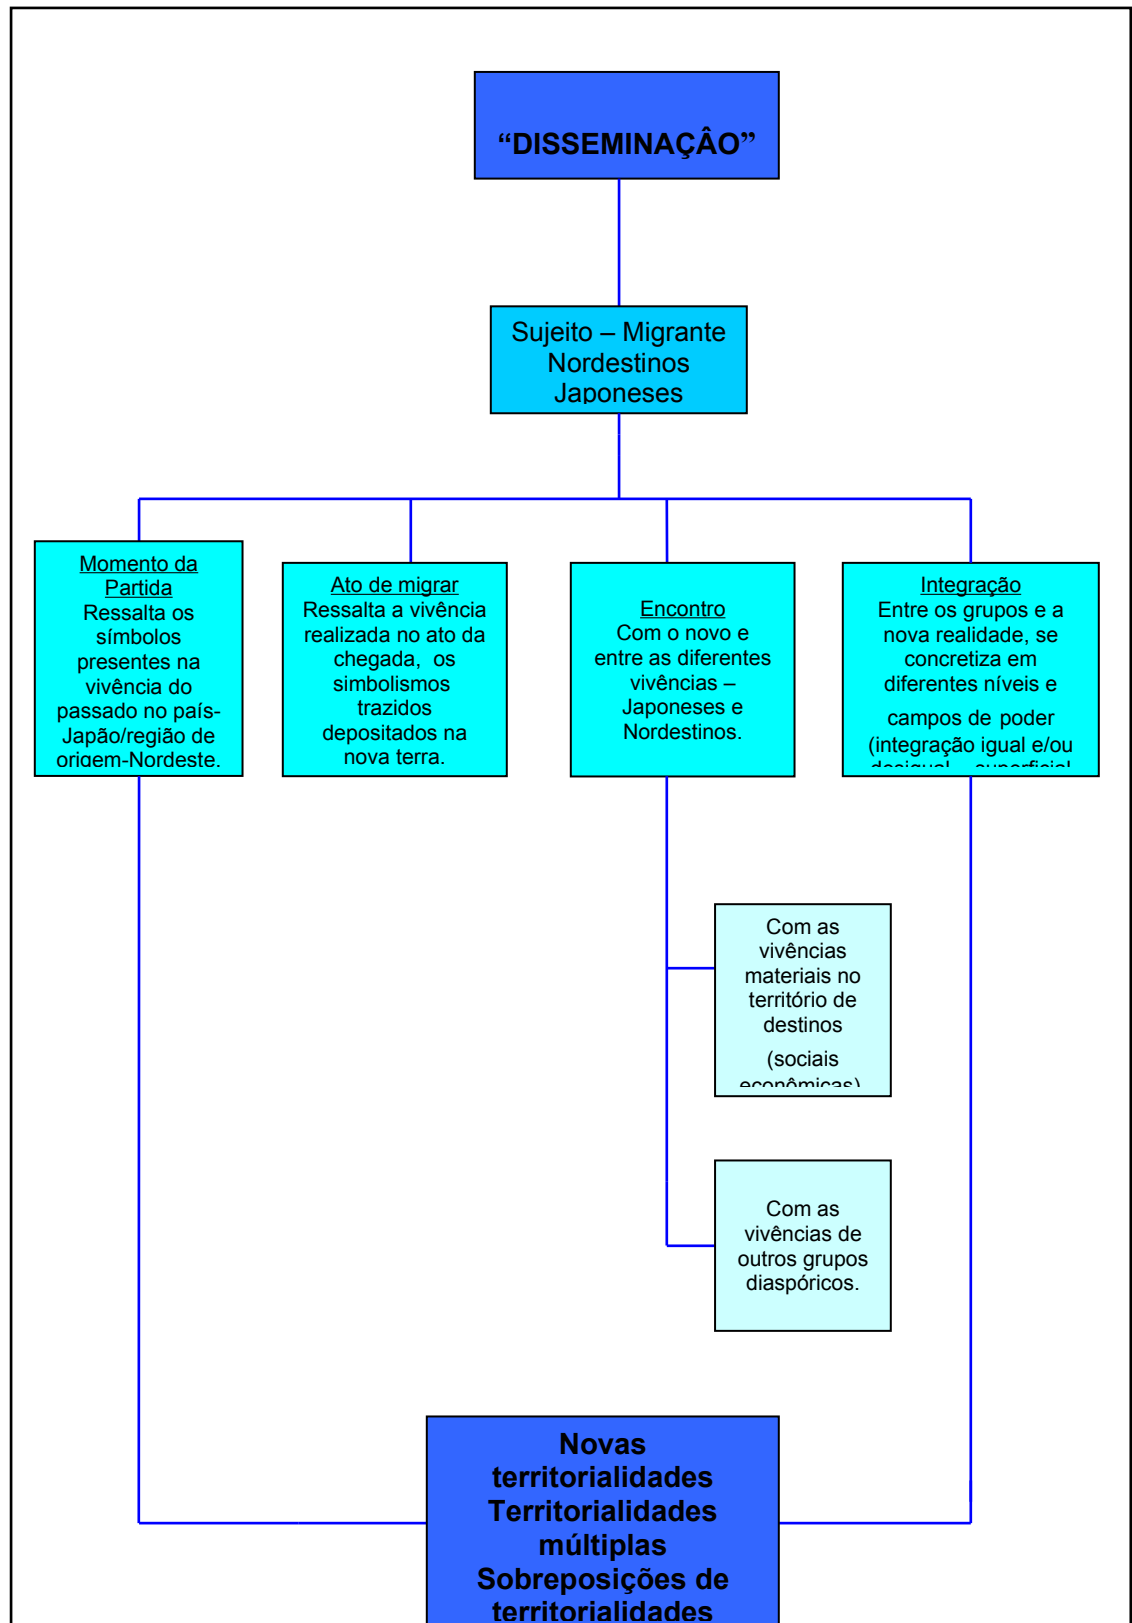 “DISSEMINAÇÂO”
Sujeito – Migrante
Nordestinos
Japoneses
Momento da
Partida
Ressalta os
símbolos
presentes na
vivência do
passado no país-
Japão/região de
origem-Nordeste.
Ato de migrar
Ressalta a vivência
realizada no ato da
chegada, os
simbolismos
trazidos
depositados na
nova terra.
Encontro
Com o novo e
entre as diferentes
vivências –
Japoneses e
Nordestinos.
Integração
Entre os grupos e a
nova realidade, se
concretiza em
diferentes níveis e
campos de poder
(integração igual e/ou
desigual – superficial
Com as
vivências
materiais no
território de
destinos
(sociais
econômicas)
Com as
vivências de
outros grupos
diaspóricos.
Novas
territorialidades
Territorialidades
múltiplas
Sobreposições de
territorialidades